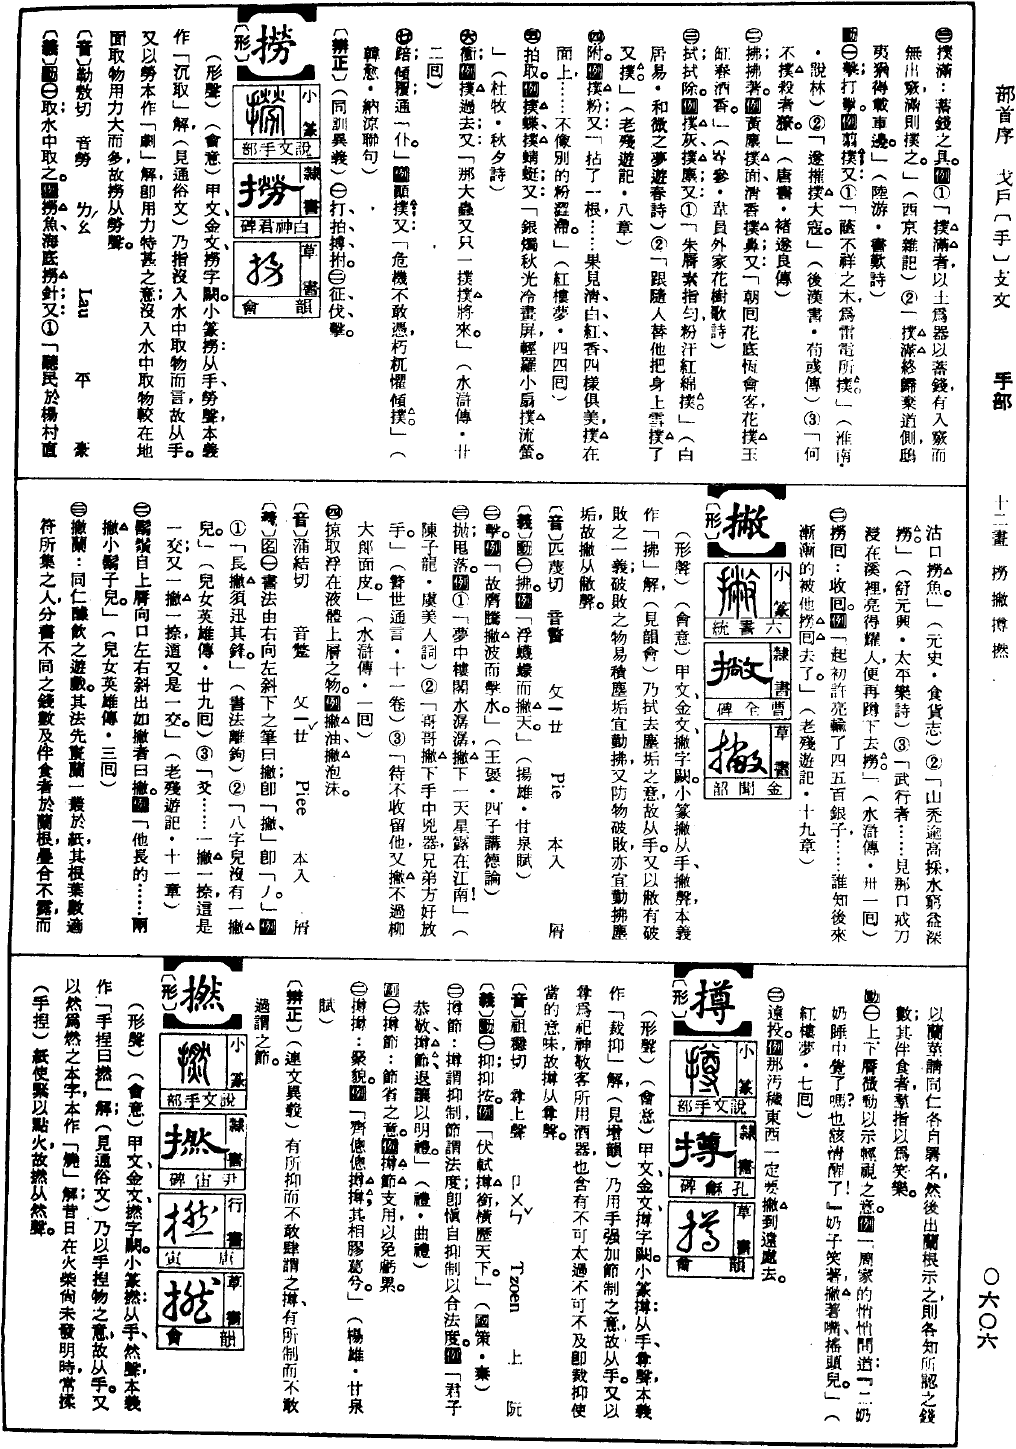 部首序 戈戶〔手〕支文 手部 十二畫 撈撇撙撚 〇六〇六
㊁撲滿：蓄錢之具。例①「撲滿者以土為器以蓄錢有入竅而
無出竅滿則撲之。」（西京雜記）②「撲滿終歸棄道側，鴟
夷猶得載車邊。」（陸游·書歎詩）
動㊀擊；打擊。例翦撲；又①「蔭不祥之木，為雷電所撲。」（淮南·
·說林）②「遂摧撲大寇。」（後漢書·荀彧傳）③「何
不撲殺者獠。」（唐書·褚遂良傳）
㊁拂；拂著。例黃塵撲面，清香撲鼻；又「朝回花底恆會客，花撲玉
缸春酒香。」（岑參·韋員外家花樹歌詩）
㊂拭；拭除。例撲灰撲塵；又①「朱脣素指勻，粉汗紅綿撲。」（白
居易·和微之夢遊春詩）②「跟隨人替他把身上雪撲了
又撲。」（老殘遊記·八章）
㊃附。例撲粉；又「拈了一根……果見清、白、紅、香，四樣俱美，撲在
面上……不像別的粉澀滯。」（紅樓夢·四四回）
㊄拍取。例撲蝶、撲蜻蜓；又「銀燭秋光冷畫屏，輕羅小扇撲流螢。
」（杜牧·秋夕詩）
㊅衝。例撲過去；又「那大蟲又只一撲，撲將來。」（水滸傳·廿
二回）
㊆踣；傾覆；通「仆」。例顛撲；又「危機不敢憑，朽杌懼傾撲。」（
韓愈·納涼聯句）
〔辨正〕（同訓異義）㊀打、拍、搏、拊。㊁征、伐、擊。
撈
〔形〕 小篆 說文手部 隸書 白神君碑 草書 韻會
（形聲）（會意）甲文、金文撈字闕。小篆撈：从手、勞聲，本義
作「沉取」解，（見通俗文）乃指沒入水中取物而言，故从手。
又以勞本作「劇」解，即用力特甚之意；沒入水中取物較在地
面取物用力大而多，故撈从勞聲。
〔音〕勒敖切 音勞 ㄌㄠˊ Lau 平 豪
〔義〕動㊀取；水中取之。例撈魚、海底撈針；又①「聽民於楊村直
沽口撈魚。」（元史·食貨志）②「山禿逾高採，水窮益深
撈。」（舒元輿·太平樂詩）③「武行者……見那口戒刀
浸在溪裡，亮得耀人，便再蹲下去撈。」（水滸傳·卅一回）
㊁撈回：收回。例「起初許亮輸了四五百銀子……誰知後來
漸漸的被他撈回去了。」（老殘遊記·十九章）
撇
〔形〕 小篆 六書統 隸書 曹全碑 草書 金聞韶
（形聲）（會意）甲文、金文撇字闕。小篆撇从手、撇聲，本義
作「拂」解，（見韻會）乃拭去塵垢之意，故从手。又以敝有破
敗之一義，破敗之物易積塵垢宜勤拂，又防物破敗，亦宜勤拂塵
垢，故撇从敝聲。
〔音〕匹蔑切 音瞥 ㄆㄧㄝ Pie 本入 屑
〔義〕動㊀拂。例「浮蠛蠓而撇天。」（揚雄·甘泉賦）
㊁擊。例「故膺騰撇波而擊水。」（王褒·四子講德論）
㊂拋；甩落。例①「夢中樓閣水潺潺，撇下一天星露在江南！」（
陳子龍·虞美人詞）②「哥哥撇下手中兇器，兄弟方好放
手。」（警世通言·十一卷）③「待不收留他，又撇不過柳
大郎面皮。」（水滸傳·一回）
㊃掠取浮在液體上層之物。例撇油、撇泡沫。
〔音〕蒲結切 音蹩 ㄆㄧㄝˇ Piee 本入 屑
〔義〕名㊀書法由右向左斜下之筆曰撇，即「撇」即「丿」。例
①「長撇須迅其鋒。」（書法離鉤）②「八字兒沒有一撇
兒。」（兒女英雄傳·廿九回）③「爻……一撇一捺，這是
一交；又一撇一捺，道又是一交。」（老殘遊記·十一章）
㊁鬍鬚自上脣向口左右斜出如撇者曰撇。例「他長的……兩
撇小鬍子兒。」（兒女英雄傳·三回）
㊂撇蘭：同仁醵飲之遊戲。其法先畫蘭一叢於紙，其根葉數適
符所集之人，分書不同之錢數及伴食者於蘭根，疊合不露，而
以蘭葉請同仁各自署名，然後出蘭根示之，則各知所認之錢
數，其伴食者，羣指以為笑樂。
動㊀上下脣微動以示輕視之意。例「周家的悄悄問道：『二奶
奶睡中覺了嗎？也該清醒了！』奶子笑著，撇著嘴，搖頭兒。」（
紅樓夢·七回）
㊁遠投。例那污穢東西一定要撇到遠處去。
撙
〔形〕 小篆 說文手部 隸書 孔龢碑 草書 韻會
（形聲）（會意）甲文、金文撙字闕。小篆撙：从手、尊聲，本義
作「裁抑」解，（見增韻）乃用手強加節制之意，故从手。又以
尊為祀神敬客所用酒器，也含有不可太過不可不及即裁抑使
當的意味，故撙从尊聲。
〔音〕祖穩切 尊上聲 ㄗㄨㄣˇ Tzoen 上 阮
〔義〕動㊀抑；抑按。例「伏軾撙銜，橫歷天下。」（國策·秦）
㊁撙節：撙謂抑制，節謂法度，即慎自抑制以合法度。例「君子
恭敬、撙節、退讓以明禮。」（禮·曲禮）
副㊀撙節：節省之意。例撙節支用，以免虧累。
㊁撙撙：聚貌。例「齊傯傯撙撙，其相膠葛兮。」（楊雄·甘泉
賦）
〔辨正〕（連文異義）有所抑而不敢肆謂之撙，有所制而不敢
過謂之節。
撚
〔形〕 小篆 說文手部 隸書 尹宙碑 行書 唐寅 草書 韻會
（形聲）（會意）甲文、金文撚字闕。小篆撚：从手、然聲，本義
作「手揑曰撚」解，（見通俗文）乃以手揑物之意，故从手。又
以然為燃之本字，本作「燒」解；昔日在火柴尚未發明時，常揉
（手揑）紙使緊以點火，故撚从然聲。